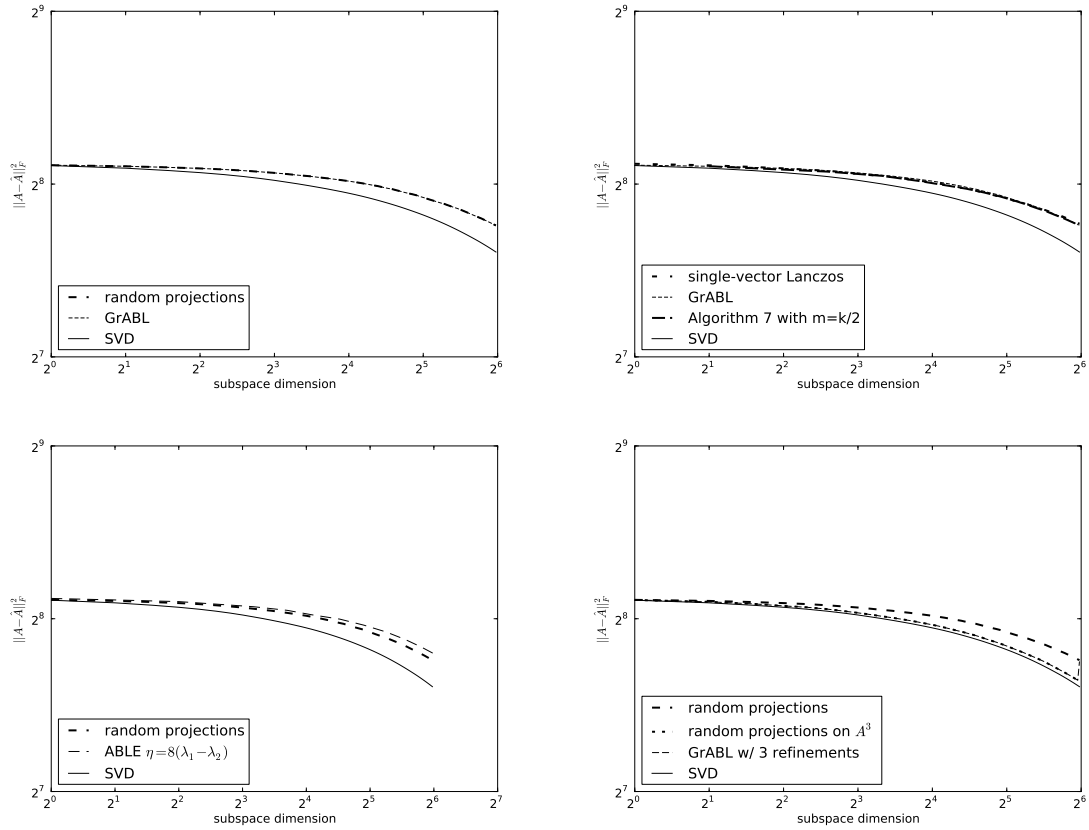 2^9
2^8
2^7
||A−Â||_F^2
random projections
GrABL
SVD
2^0 2^1 2^2 2^3 2^4 2^5 2^6
subspace dimension
2^9
2^8
2^7
||A−Â||_F^2
single-vector Lanczos
GrABL
Algorithm 7 with m=k/2
SVD
2^0 2^1 2^2 2^3 2^4 2^5 2^6
subspace dimension
2^9
2^8
2^7
||A−Â||_F^2
random projections
ABLE η=8(λ₁−λ₂)
SVD
2^0 2^1 2^2 2^3 2^4 2^5 2^6 2^7
subspace dimension
2^9
2^8
2^7
||A−Â||_F^2
random projections
random projections on A^3
GrABL w/ 3 refinements
SVD
2^0 2^1 2^2 2^3 2^4 2^5 2^6
subspace dimension